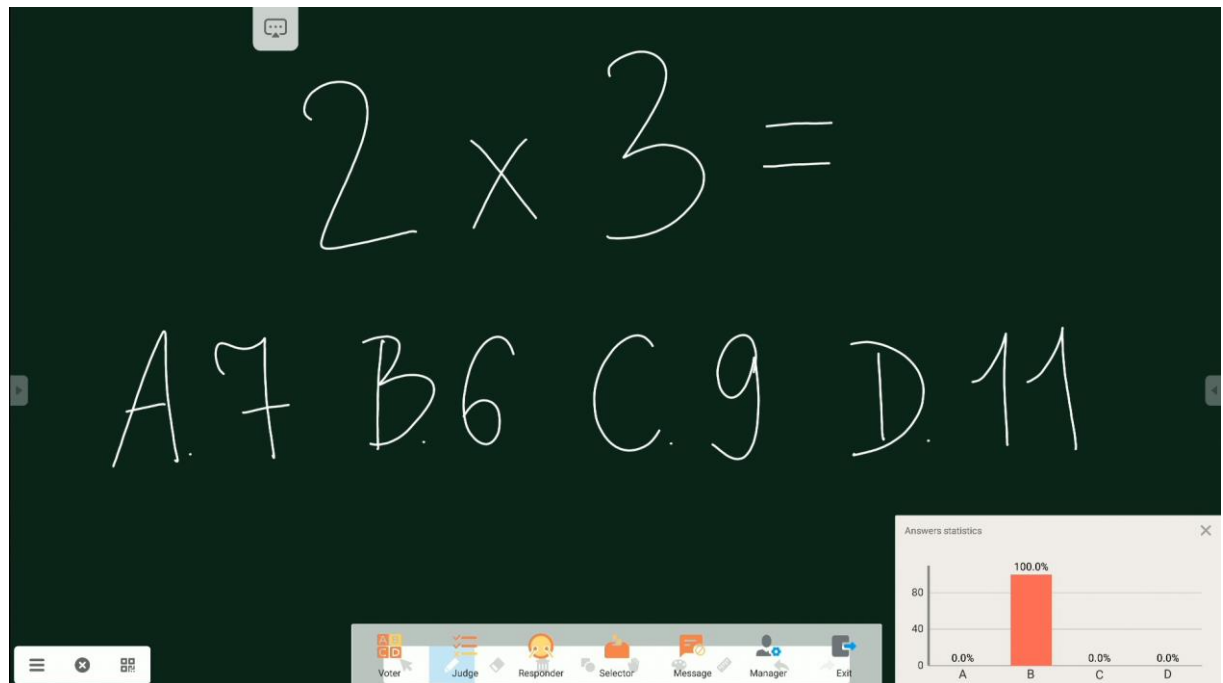 2 x 3 =
A. 7 B. 6 C. 9 D. 11
Answers statistics
100.0%
80
40
0
0.0% 0.0% 0.0%
A B C D
Voter Judge Responder Selector Message Manager Exit